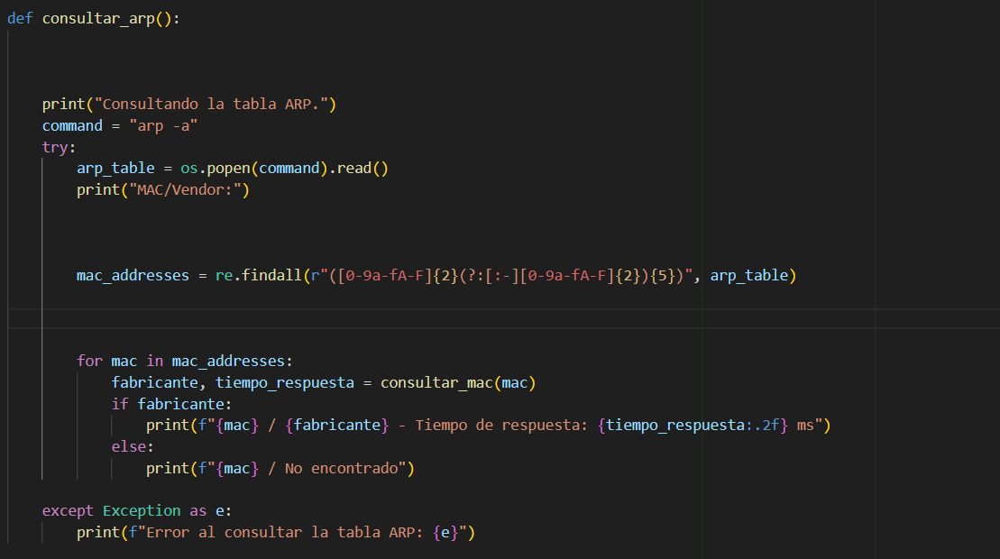 def consultar_arp():
    print("Consultando la tabla ARP.")
    command = "arp -a"
    try:
        arp_table = os.popen(command).read()
        print("MAC/Vendor:")
        mac_addresses = re.findall(r"([0-9a-fA-F]{2}(?:[:-][0-9a-fA-F]{2}){5})", arp_table)
        for mac in mac_addresses:
            fabricante, tiempo_respuesta = consultar_mac(mac)
            if fabricante:
                print(f"{mac} / {fabricante} - Tiempo de respuesta: {tiempo_respuesta:.2f} ms")
            else:
                print(f"{mac} / No encontrado")
    except Exception as e:
        print(f"Error al consultar la tabla ARP: {e}")